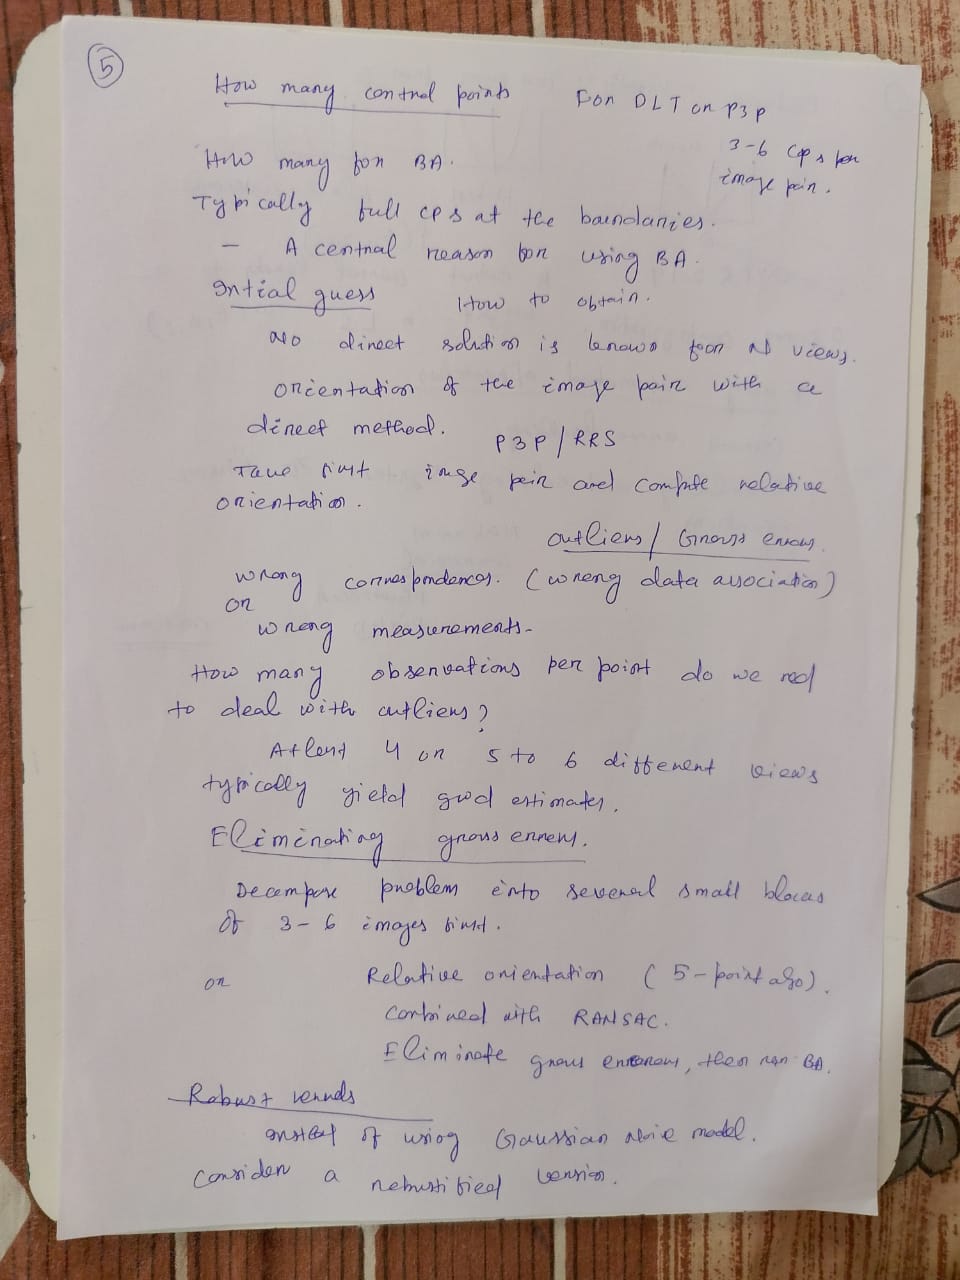 5
How many control points
For DLT or P3P
3-6 cps per
image pair.
How many for BA.
Typically full cps at the boundaries.
- A central reason for using BA.
Intial guess How to obtain.
No direct solution is known for N views.
orientation of the image pair with a
direct method. P3P/RRS
Take first image pair and compute relative
orientation.
outliers/ Gross errors.
wrong correspondences. (wrong data association)
or
wrong measurements-
How many observations per point do we need
to deal with outliers?
Atleast 4 or 5 to 6 different views
typically yield good estimates.
Eliminating gross errors.
Decompose problem into several small blocks
of 3-6 images first.
or Relative orientation (5-point algo).
Combined with RANSAC.
Eliminate gross errors, then run BA.
Robust kernels
instead of using Gaussian noise model.
Consider a robustified version.